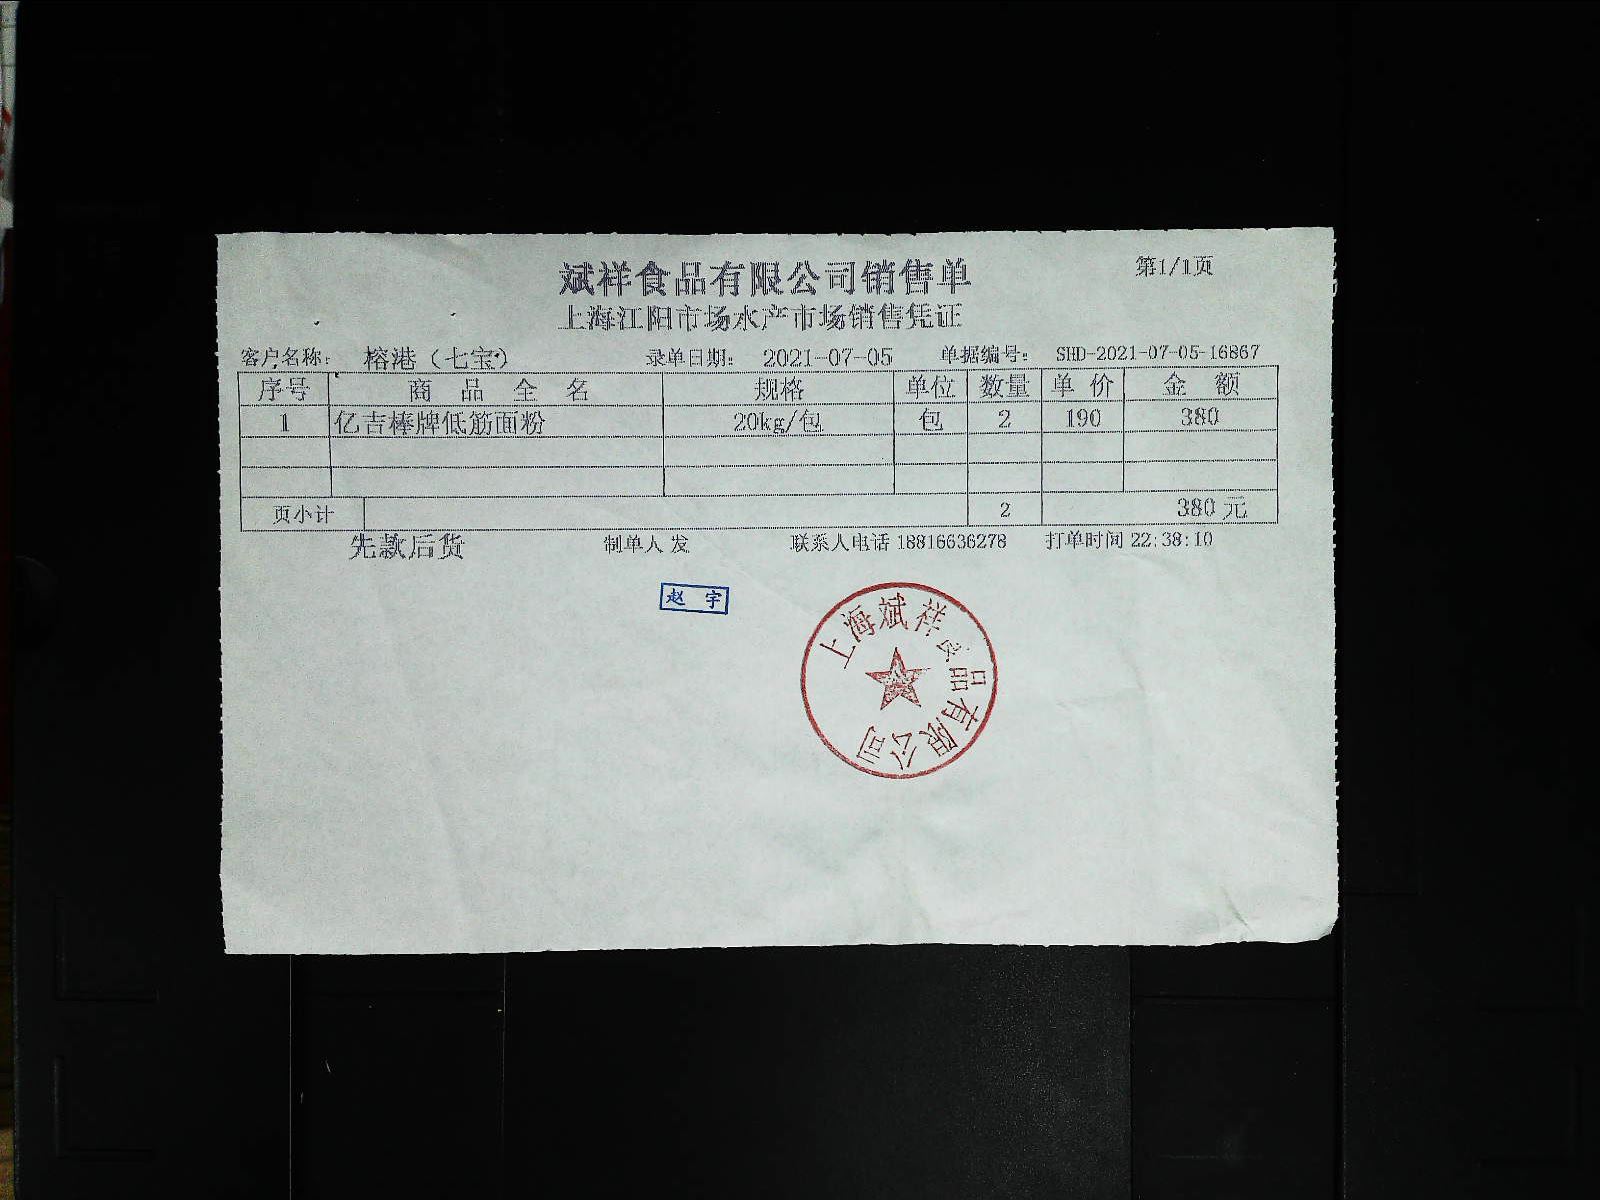 斌祥食品有限公司销售单 第1/1页
上海江阳市场水产市场销售凭证
客户名称： 榕港（七宝） 录单日期： 2021-07-05 单据编号： SHD-2021-07-05-16867
序号 商品全名 规格 单位 数量 单价 金额
1 亿吉棒牌低筋面粉 20kg/包 包 2 190 380
页小计 2 380元
先款后货 制单人 发 联系人电话 18816636278 打单时间 22:38:10
赵宇
上海斌祥食品有限公司